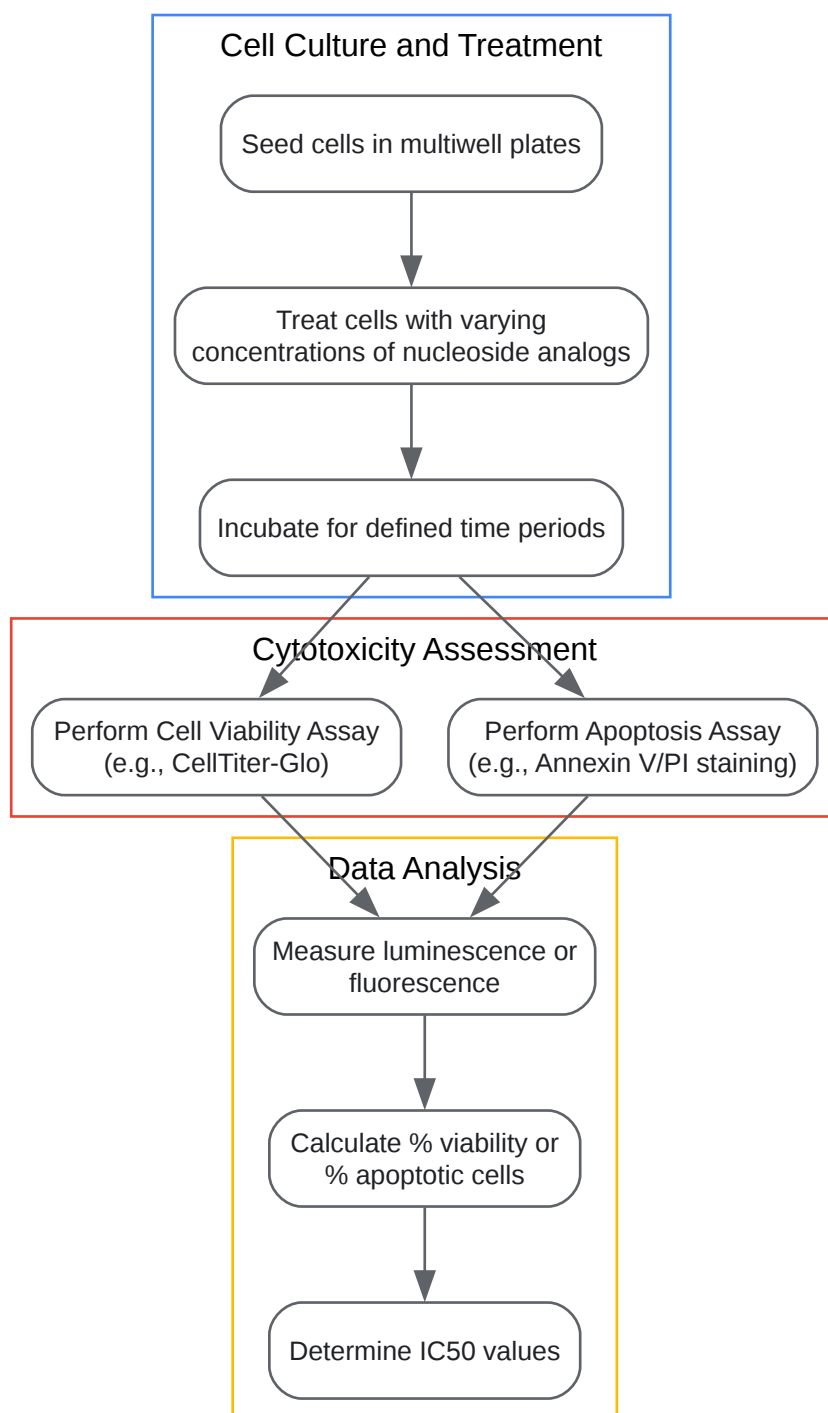 Cell Culture and Treatment
Seed cells in multiwell plates
Treat cells with varying
concentrations of nucleoside analogs
Incubate for defined time periods
Cytotoxicity Assessment
Perform Cell Viability Assay
(e.g., CellTiter-Glo)
Perform Apoptosis Assay
(e.g., Annexin V/PI staining)
Data Analysis
Measure luminescence or
fluorescence
Calculate % viability or
% apoptotic cells
Determine IC50 values